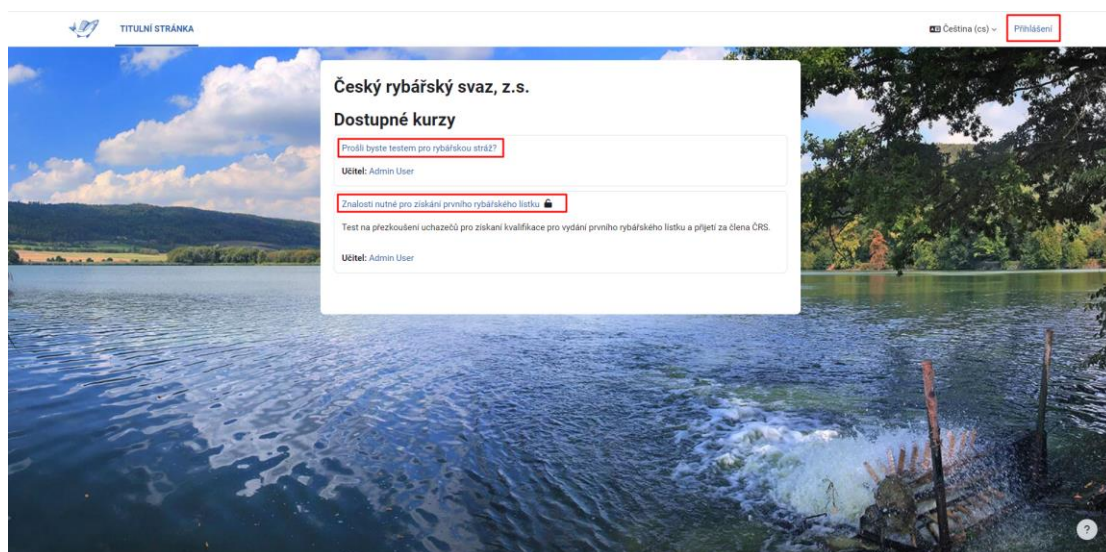 TITULNÍ STRÁNKA
Čeština (cs)
Přihlášení
Český rybářský svaz, z.s.
Dostupné kurzy
Prošli byste testem pro rybářskou stráž?
Učitel: Admin User
Znalosti nutné pro získání prvního rybářského lístku
Test na přezkoušení uchazečů pro získaní kvalifikace pro vydání prvního rybářského lístku a přijetí za člena ČRS.
Učitel: Admin User
?